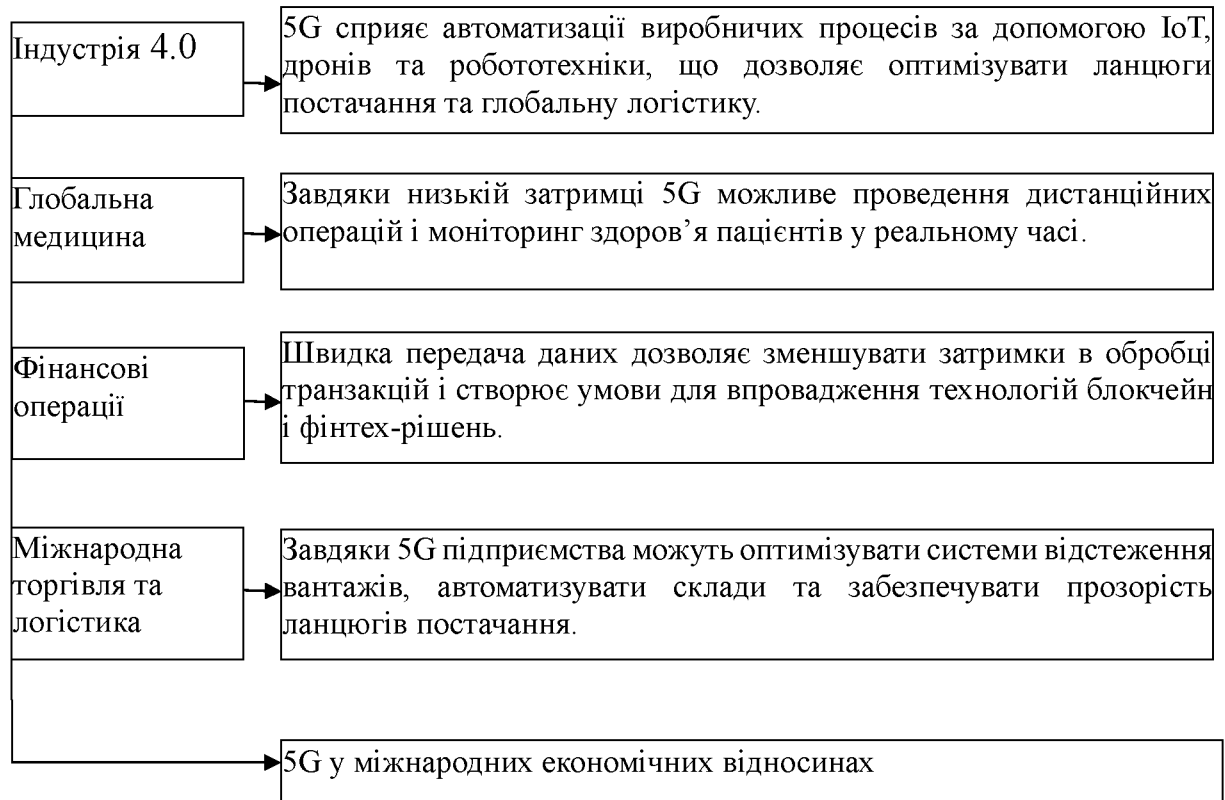 Індустрія 4.0
5G сприяє автоматизації виробничих процесів за допомогою IoT,
дронів та робототехніки, що дозволяє оптимізувати ланцюги
постачання та глобальну логістику.
Глобальна
медицина
Завдяки низькій затримці 5G можливе проведення дистанційних
операцій і моніторинг здоров’я пацієнтів у реальному часі.
Фінансові
операції
Швидка передача даних дозволяє зменшувати затримки в обробці
транзакцій і створює умови для впровадження технологій блокчейн
і фінтех-рішень.
Міжнародна
торгівля та
логістика
Завдяки 5G підприємства можуть оптимізувати системи відстеження
вантажів, автоматизувати склади та забезпечувати прозорість
ланцюгів постачання.
5G у міжнародних економічних відносинах